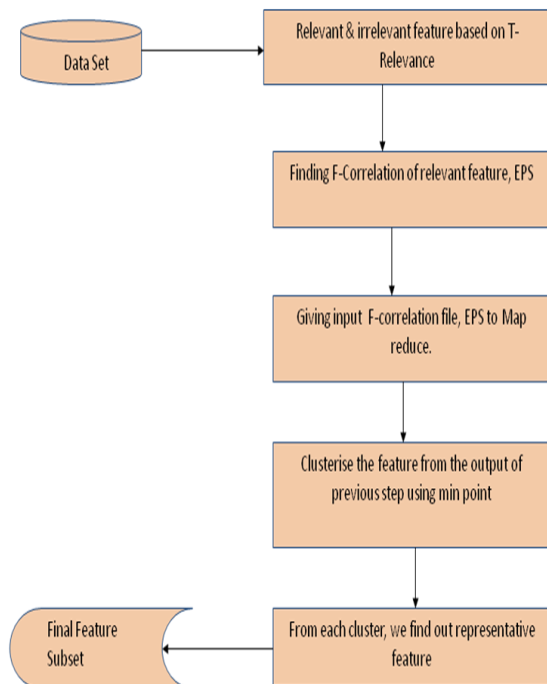 Data Set
Relevant & irrelevant feature based on T-
Relevance
Finding F-Correlation of relevant feature, EPS
Giving input F-correlation file, EPS to Map
reduce.
Clusterise the feature from the output of
previous step using min point
From each cluster, we find out representative
feature
Final Feature
Subset